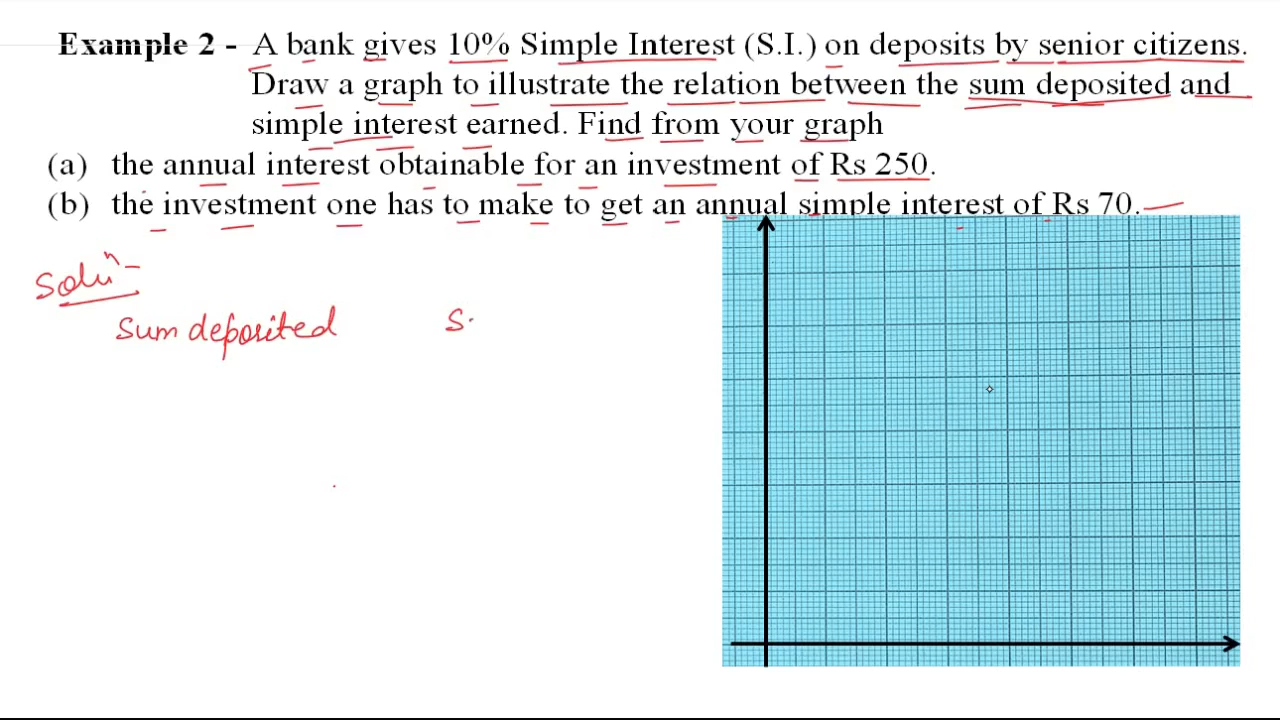 Example 2 - A bank gives 10% Simple Interest (S.I.) on deposits by senior citizens.
Draw a graph to illustrate the relation between the sum deposited and
simple interest earned. Find from your graph
(a) the annual interest obtainable for an investment of Rs 250.
(b) the investment one has to make to get an annual simple interest of Rs 70.
Soluⁿ-
Sum deposited S.